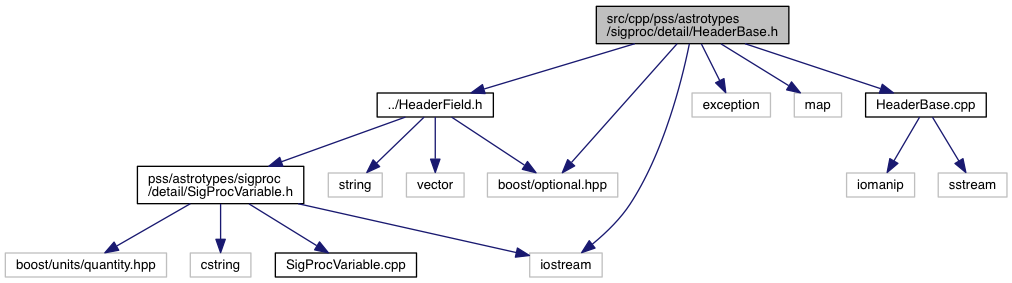 src/cpp/pss/astrotypes
/sigproc/detail/HeaderBase.h
../HeaderField.h
exception
map
HeaderBase.cpp
pss/astrotypes/sigproc
/detail/SigProcVariable.h
string
vector
boost/optional.hpp
iomanip
sstream
boost/units/quantity.hpp
cstring
SigProcVariable.cpp
iostream